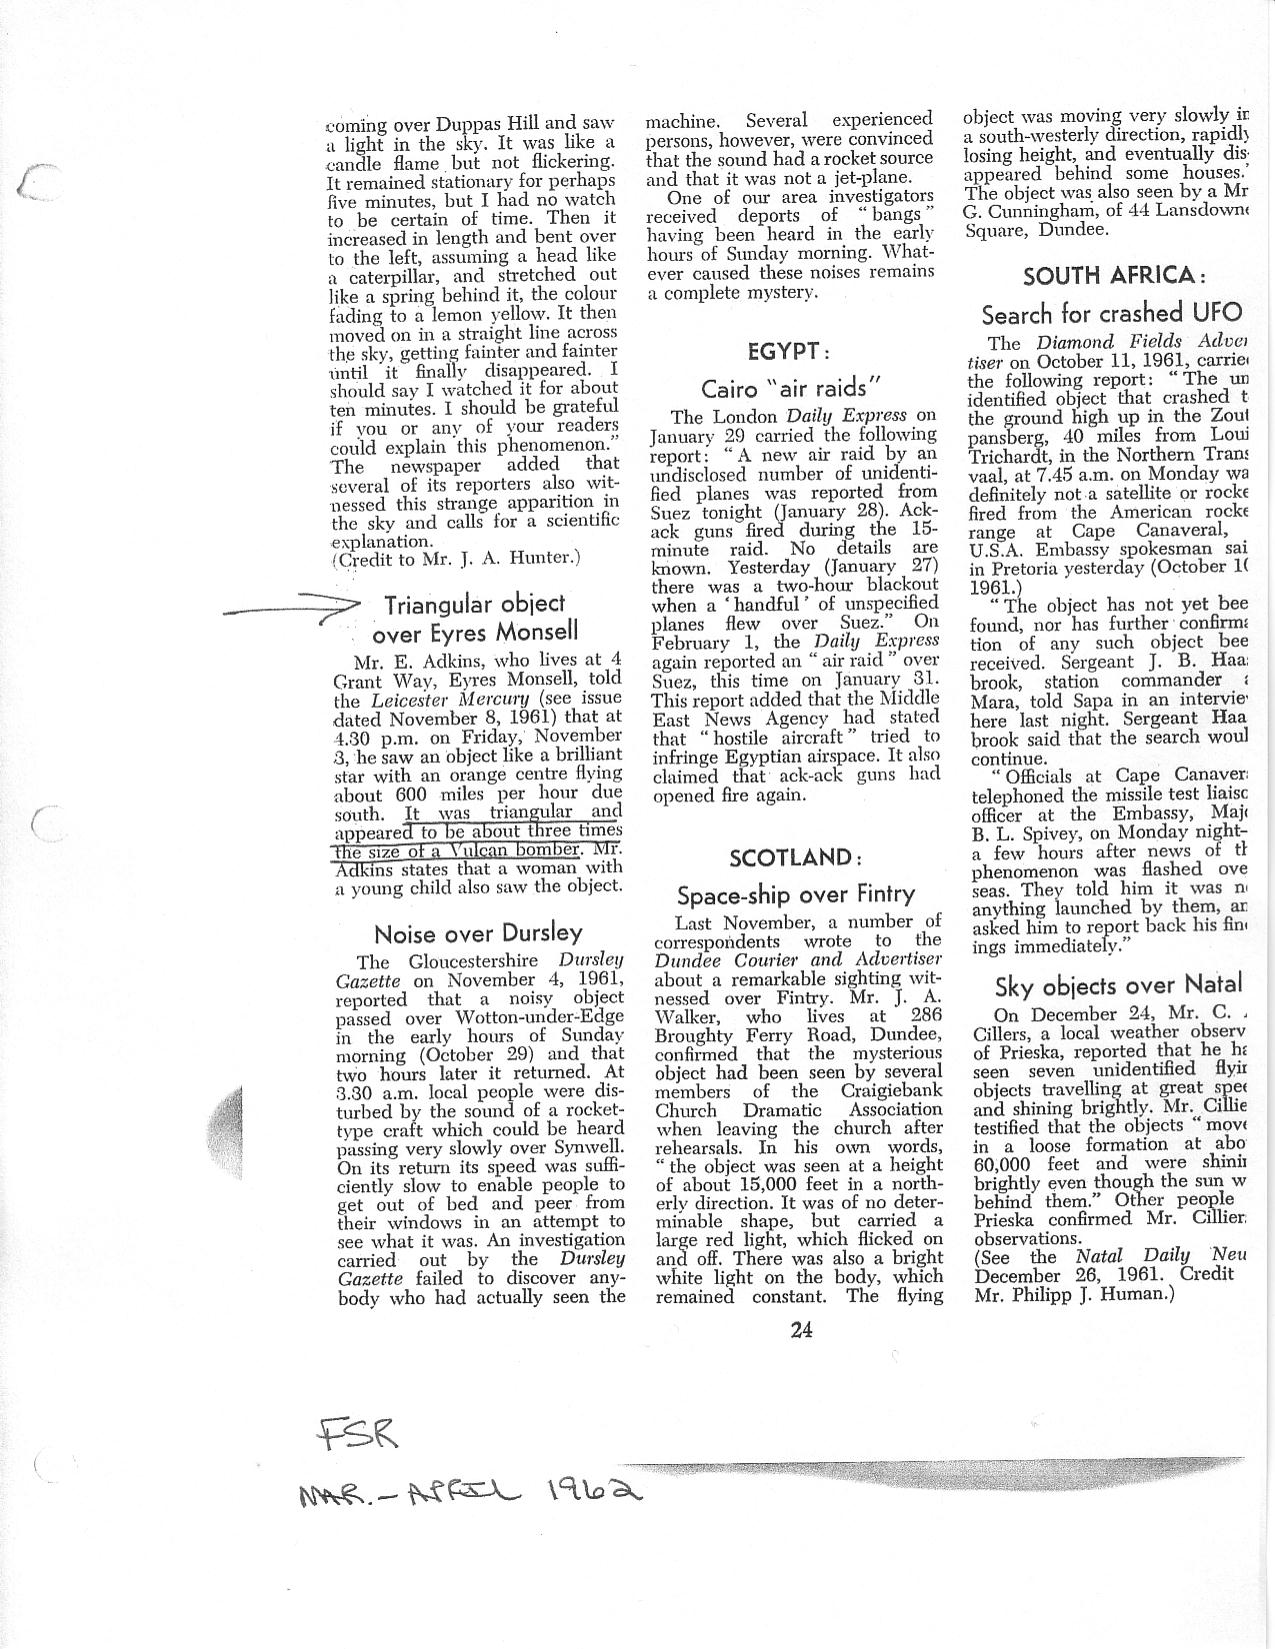 coming over Duppas Hill and saw
a light in the sky. It was like a
candle flame but not flickering.
It remained stationary for perhaps
five minutes, but I had no watch
to be certain of time. Then it
increased in length and bent over
to the left, assuming a head like
a caterpillar, and stretched out
like a spring behind it, the colour
fading to a lemon yellow. It then
moved on in a straight line across
the sky, getting fainter and fainter
until it finally disappeared. I
should say I watched it for about
ten minutes. I should be grateful
if you or any of your readers
could explain this phenomenon.”
The newspaper added that
several of its reporters also wit-
nessed this strange apparition in
the sky and calls for a scientific
explanation.
(Credit to Mr. J. A. Hunter.)
Triangular object
over Eyres Monsell
Mr. E. Adkins, who lives at 4
Grant Way, Eyres Monsell, told
the Leicester Mercury (see issue
dated November 8, 1961) that at
4.30 p.m. on Friday, November
3, he saw an object like a brilliant
star with an orange centre flying
about 600 miles per hour due
south. It was triangular and
appeared to be about three times
the size of a Vulcan bomber. Mr.
Adkins states that a woman with
a young child also saw the object.
Noise over Dursley
The Gloucestershire Dursley
Gazette on November 4, 1961,
reported that a noisy object
passed over Wotton-under-Edge
in the early hours of Sunday
morning (October 29) and that
two hours later it returned. At
3.30 a.m. local people were dis-
turbed by the sound of a rocket-
type craft which could be heard
passing very slowly over Synwell.
On its return its speed was suffi-
ciently slow to enable people to
get out of bed and peer from
their windows in an attempt to
see what it was. An investigation
carried out by the Dursley
Gazette failed to discover any-
body who had actually seen the
machine. Several experienced
persons, however, were convinced
that the sound had a rocket source
and that it was not a jet-plane.
One of our area investigators
received deports of “bangs”
having been heard in the early
hours of Sunday morning. What-
ever caused these noises remains
a complete mystery.
EGYPT:
Cairo “air raids”
The London Daily Express on
January 29 carried the following
report: “A new air raid by an
undisclosed number of unidenti-
fied planes was reported from
Suez tonight (January 28). Ack-
ack guns fired during the 15-
minute raid. No details are
known. Yesterday (January 27)
there was a two-hour blackout
when a ‘handful’ of unspecified
planes flew over Suez.” On
February 1, the Daily Express
again reported an “air raid” over
Suez, this time on January 31.
This report added that the Middle
East News Agency had stated
that “hostile aircraft” tried to
infringe Egyptian airspace. It also
claimed that ack-ack guns had
opened fire again.
SCOTLAND:
Space-ship over Fintry
Last November, a number of
correspondents wrote to the
Dundee Courier and Advertiser
about a remarkable sighting wit-
nessed over Fintry. Mr. J. A.
Walker, who lives at 286
Broughty Ferry Road, Dundee,
confirmed that the mysterious
object had been seen by several
members of the Craigiebank
Church Dramatic Association
when leaving the church after
rehearsals. In his own words,
“the object was seen at a height
of about 15,000 feet in a north-
erly direction. It was of no deter-
minable shape, but carried a
large red light, which flicked on
and off. There was also a bright
white light on the body, which
remained constant. The flying
object was moving very slowly in
a south-westerly direction, rapidly
losing height, and eventually dis-
appeared behind some houses.”
The object was also seen by a Mr
G. Cunningham, of 44 Lansdowne
Square, Dundee.
SOUTH AFRICA:
Search for crashed UFO
The Diamond Fields Adver
tiser on October 11, 1961, carrie
the following report: “The un
identified object that crashed t
the ground high up in the Zout
pansberg, 40 miles from Loui
Trichardt, in the Northern Trans
vaal, at 7.45 a.m. on Monday wa
definitely not a satellite or rocke
fired from the American rocke
range at Cape Canaveral,
U.S.A. Embassy spokesman sai
in Pretoria yesterday (October 10
1961.)
“The object has not yet bee
found, nor has further confirma
tion of any such object bee
received. Sergeant J. B. Haa
brook, station commander
Mara, told Sapa in an intervie
here last night. Sergeant Haa
brook said that the search woul
continue.
“Officials at Cape Canaver
telephoned the missile test liaiso
officer at the Embassy, Majo
B. L. Spivey, on Monday night-
a few hours after news of th
phenomenon was flashed ove
seas. They told him it was n
anything launched by them, an
asked him to report back his find
ings immediately.”
Sky objects over Natal
On December 24, Mr. C.
Cillers, a local weather observ
of Prieska, reported that he ha
seen seven unidentified flyin
objects travelling at great spee
and shining brightly. Mr. Cillie
testified that the objects “move
in a loose formation at abo
60,000 feet and were shinin
brightly even though the sun w
behind them.” Other people
Prieska confirmed Mr. Cillier
observations.
(See the Natal Daily New
December 26, 1961. Credit
Mr. Philipp J. Human.)
24
FSR
MAR. – APRIL 1962